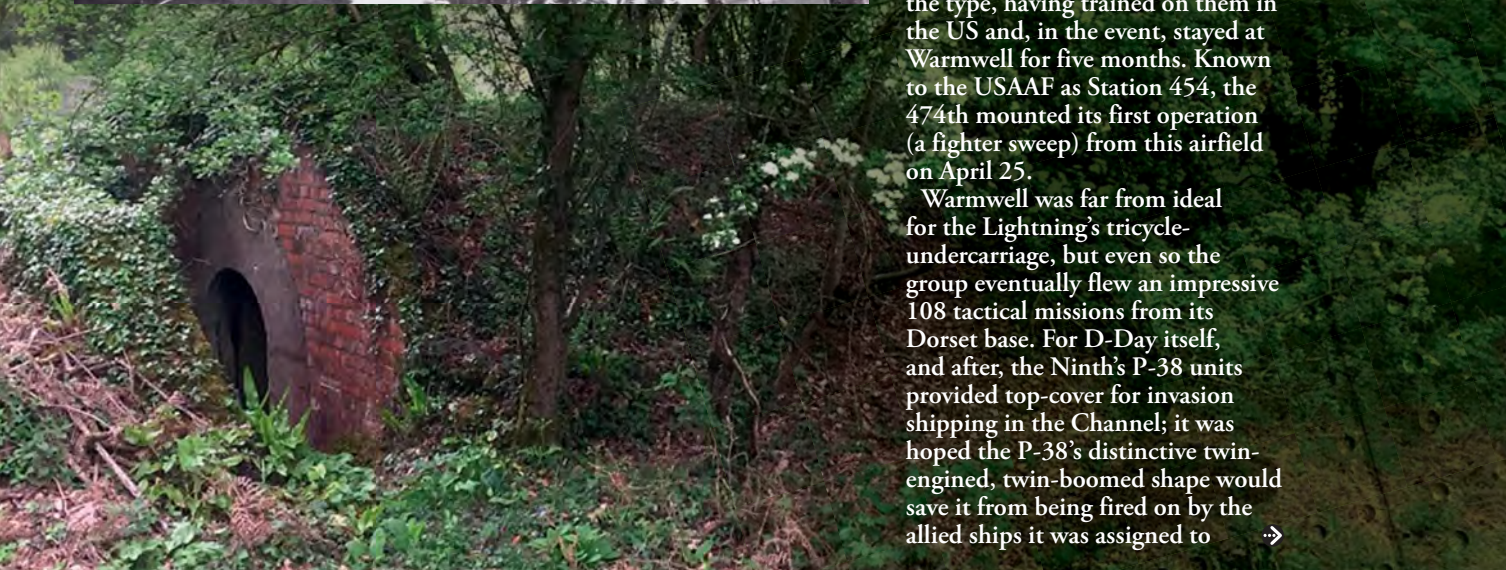 the type, having trained on them in
the US and, in the event, stayed at
Warmwell for five months. Known
to the USAAF as Station 454, the
474th mounted its first operation
(a fighter sweep) from this airfield
on April 25.
Warmwell was far from ideal
for the Lightning’s tricycle-
undercarriage, but even so the
group eventually flew an impressive
108 tactical missions from its
Dorset base. For D-Day itself,
and after, the Ninth’s P-38 units
provided top-cover for invasion
shipping in the Channel; it was
hoped the P-38’s distinctive twin-
engined, twin-boomed shape would
save it from being fired on by the
allied ships it was assigned to